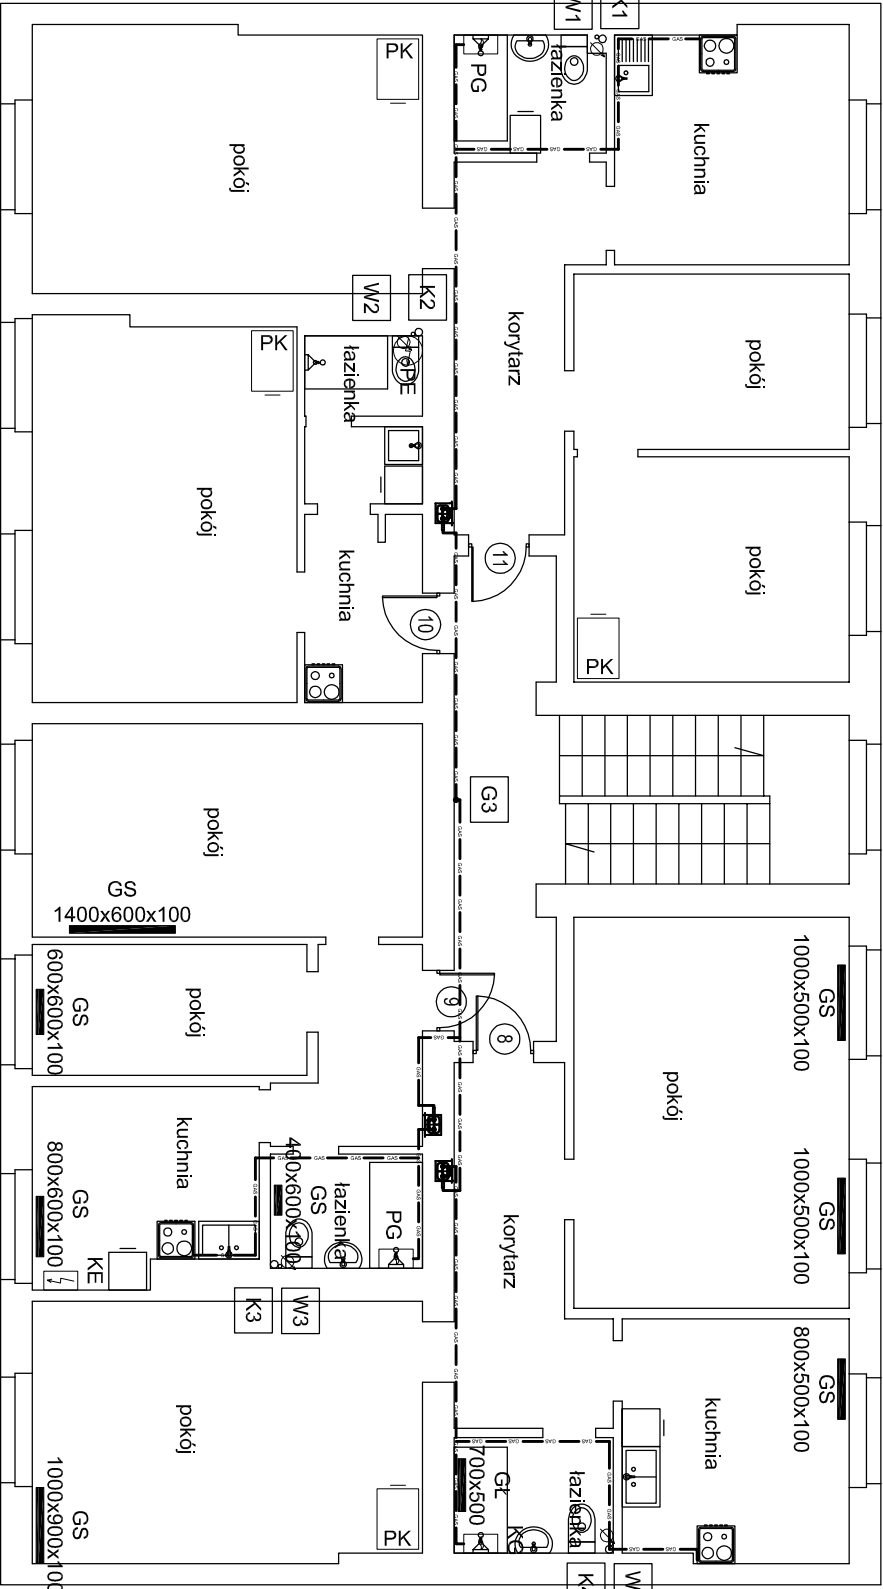 W1
K1
PK
PG
łazienka
GAS
kuchnia
pokój
W2
K2
korytarz
pokój
PK
łazienka
PE
pokój
kuchnia
11
10
pokój
PK
G3
pokój
GS
1400x600x100
GS
1000x500x100
GS
600x600x100
pokój
9
8
pokój
kuchnia
GS
800x600x100
KE
400x600x100
GS
łazienka
PG
korytarz
GS
1000x500x100
K3
W3
GS
800x500x100
pokój
kuchnia
GS
1000x900x100
PK
GŁ
700x500
łazienka